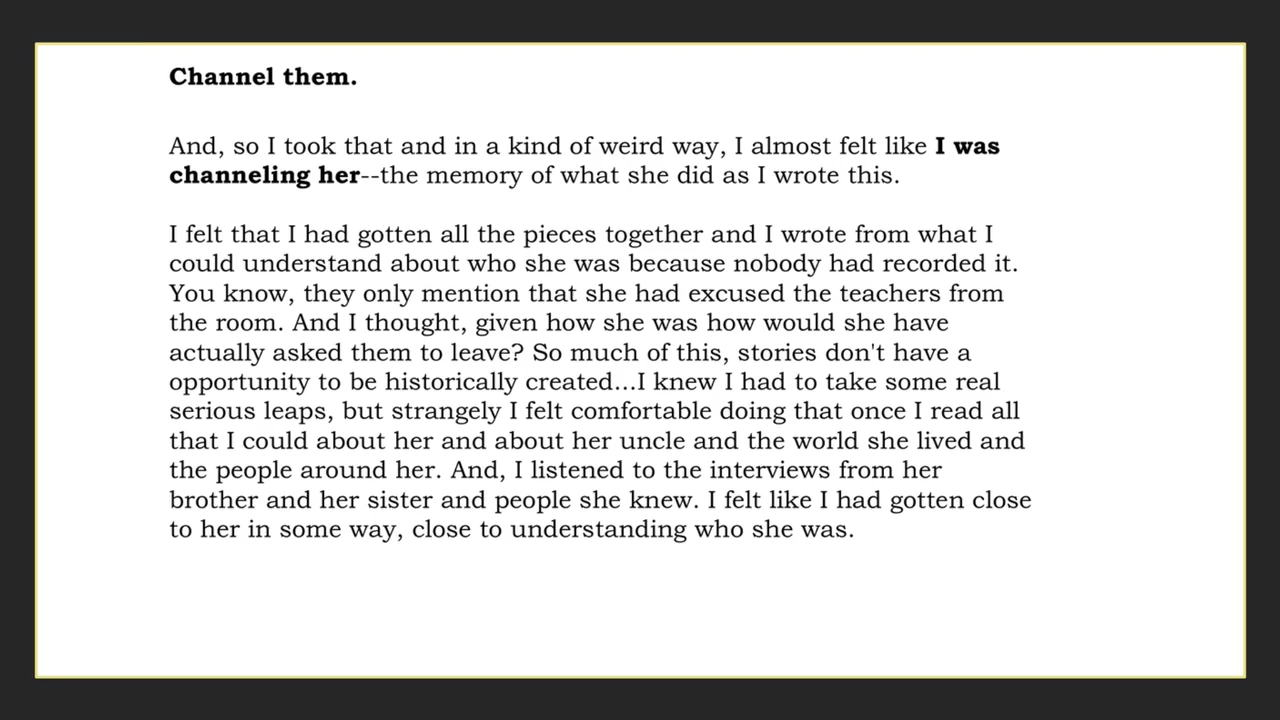 Channel them.
And, so I took that and in a kind of weird way, I almost felt like I was
channeling her--the memory of what she did as I wrote this.
I felt that I had gotten all the pieces together and I wrote from what I
could understand about who she was because nobody had recorded it.
You know, they only mention that she had excused the teachers from
the room. And I thought, given how she was how would she have
actually asked them to leave? So much of this, stories don't have a
opportunity to be historically created...I knew I had to take some real
serious leaps, but strangely I felt comfortable doing that once I read all
that I could about her and about her uncle and the world she lived and
the people around her. And, I listened to the interviews from her
brother and her sister and people she knew. I felt like I had gotten close
to her in some way, close to understanding who she was.